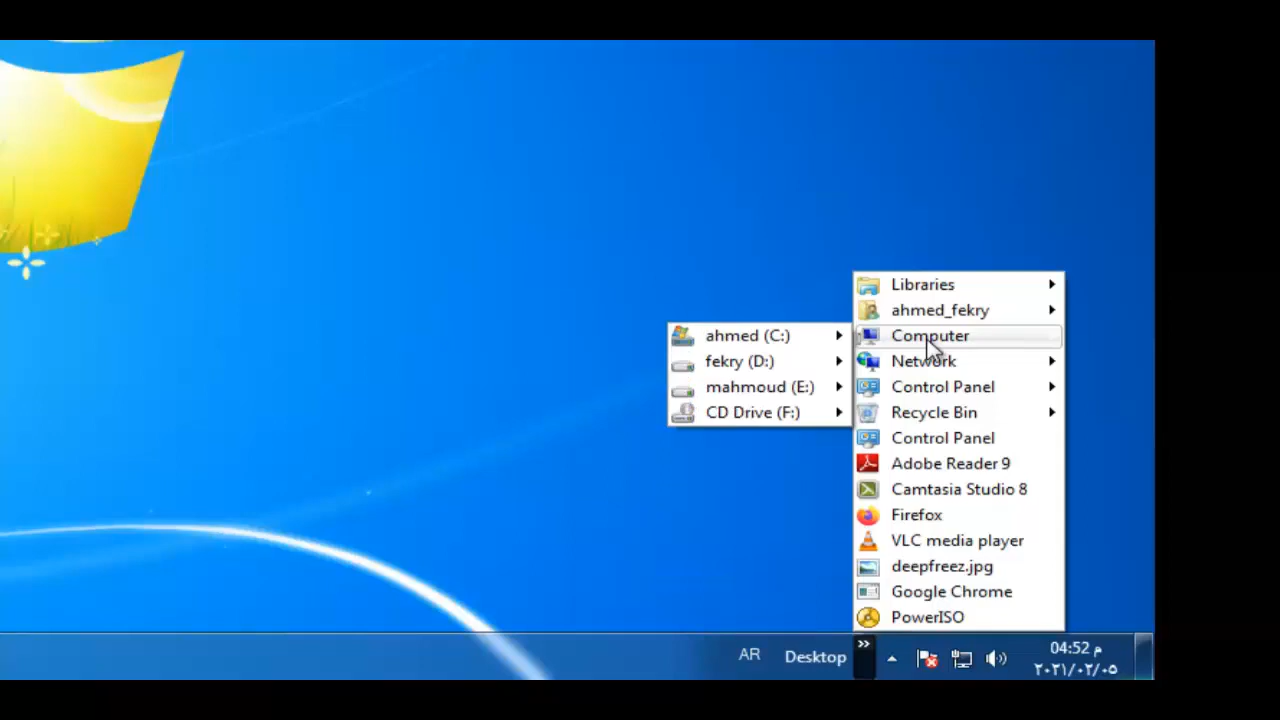 Libraries
ahmed_fekry
Computer
Network
Control Panel
Recycle Bin
Control Panel
Adobe Reader 9
Camtasia Studio 8
Firefox
VLC media player
deepfreez.jpg
Google Chrome
PowerISO
ahmed (C:)
fekry (D:)
mahmoud (E:)
CD Drive (F:)
AR
Desktop
»
04:52 م
٢٠٢١/٠٢/٠٥